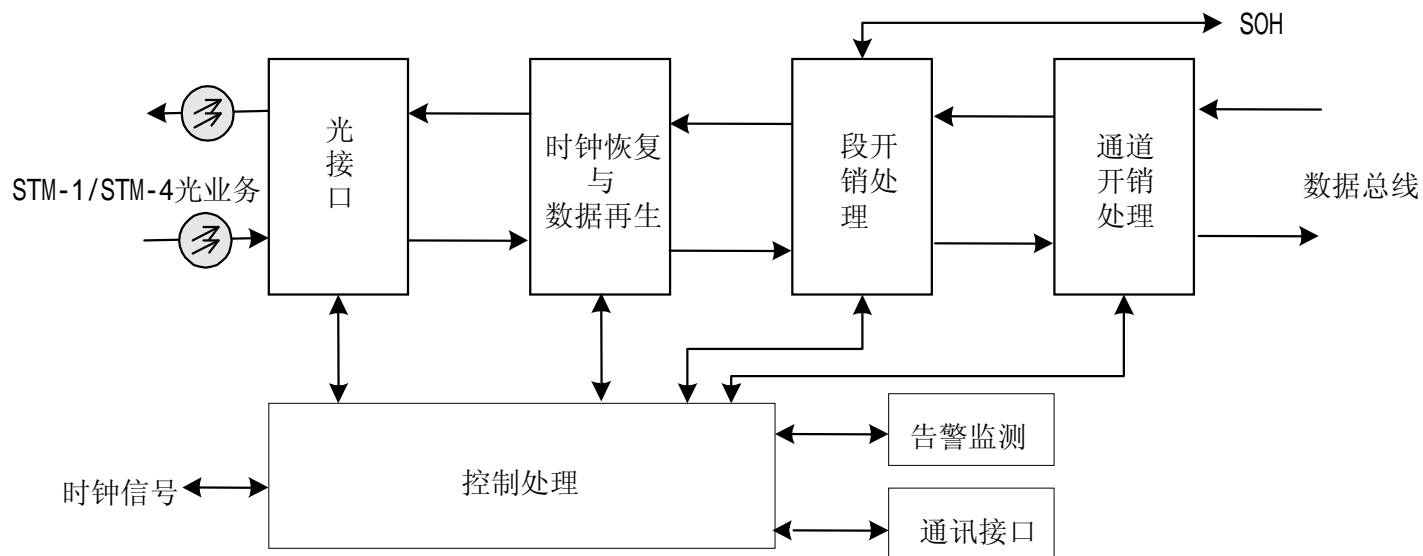 SOH
光
接
口
时钟恢复
与
数据再生
段开
销处
理
通道
开销
处理
STM-1/STM-4光业务
数据总线
告警监测
控制处理
时钟信号
通讯接口